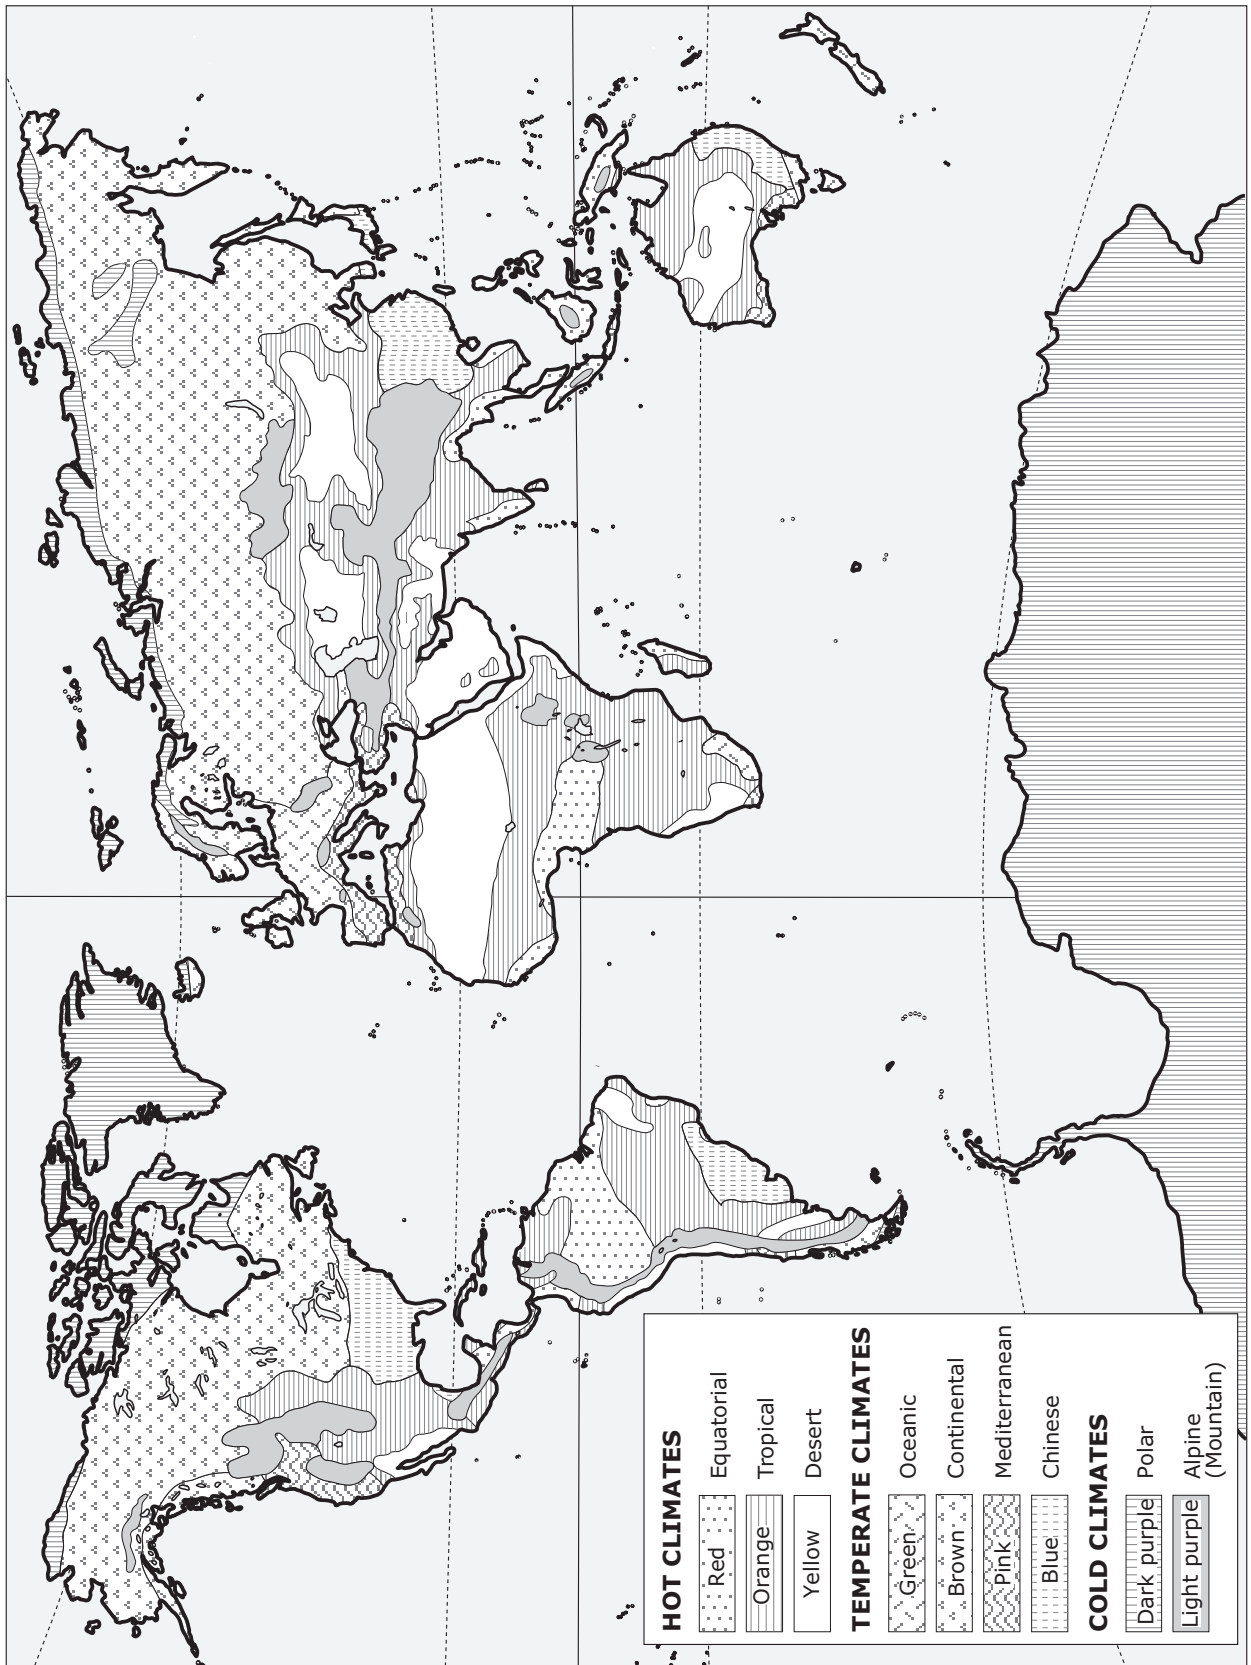 HOT CLIMATES
Red Equatorial
Orange Tropical
Yellow Desert
TEMPERATE CLIMATES
Green Oceanic
Brown Continental
Pink Mediterranean
Blue Chinese
COLD CLIMATES
Dark purple Polar
Light purple Alpine
(Mountain)